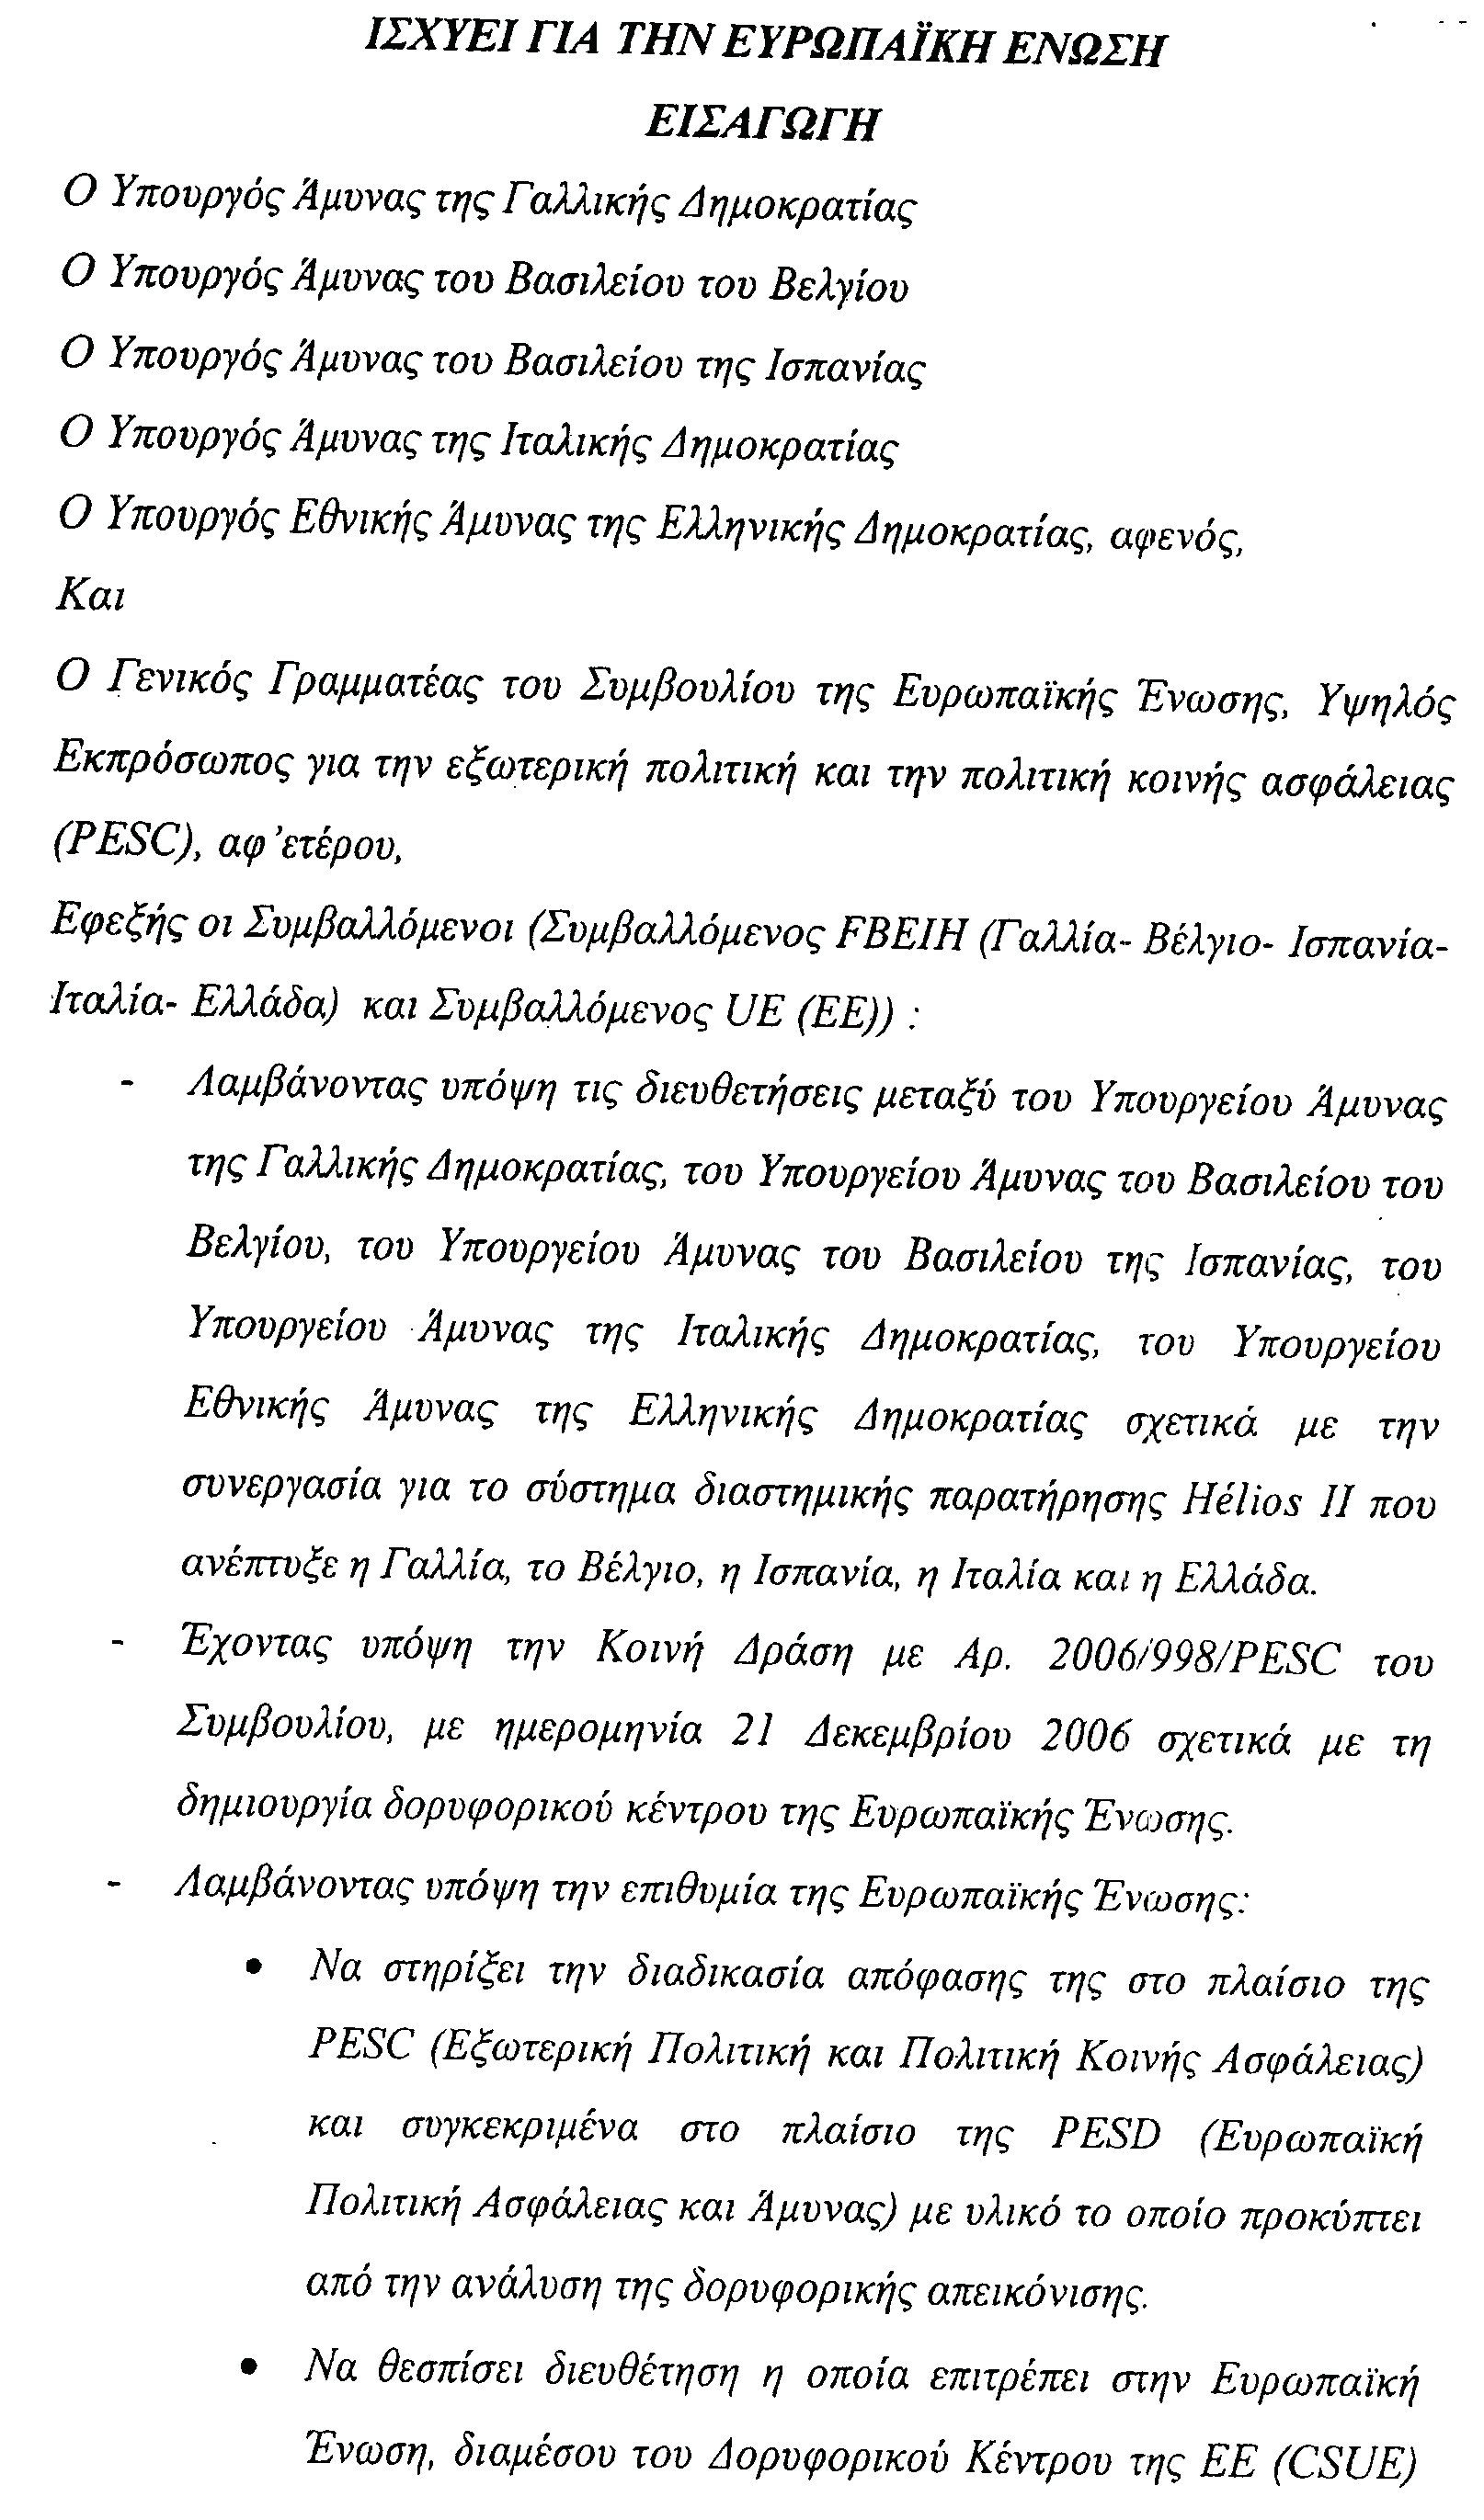 ΙΣΧΥΕΙ ΓΙΑ ΤΗΝ ΕΥΡΩΠΑΪΚΗ ΕΝΩΣΗ
ΕΙΣΑΓΩΓΗ
Ο Υπουργός Άμυνας της Γαλλικής Δημοκρατίας
Ο Υπουργός Άμυνας του Βασιλείου του Βελγίου
Ο Υπουργός Άμυνας του Βασιλείου της Ισπανίας
Ο Υπουργός Άμυνας της Ιταλικής Δημοκρατίας
Ο Υπουργός Εθνικής Άμυνας της Ελληνικής Δημοκρατίας, αφενός,
Και
Ο Γενικός Γραμματέας του Συμβουλίου της Ευρωπαϊκής Ένωσης, Υψηλός
Εκπρόσωπος για την εξωτερική πολιτική και την πολιτική κοινής ασφάλειας
(PESC), αφ'ετέρου,
Εφεξής οι Συμβαλλόμενοι (Συμβαλλόμενος FBEIH (Γαλλία- Βέλγιο- Ισπανία-
Ιταλία- Ελλάδα) και Συμβαλλόμενος UE (ΕΕ)) :
- Λαμβάνοντας υπόψη τις διευθετήσεις μεταξύ του Υπουργείου Άμυνας
της Γαλλικής Δημοκρατίας, του Υπουργείου Άμυνας του Βασιλείου του
Βελγίου, του Υπουργείου Άμυνας του Βασιλείου της Ισπανίας, του
Υπουργείου Άμυνας της Ιταλικής Δημοκρατίας, του Υπουργείου
Εθνικής Άμυνας της Ελληνικής Δημοκρατίας σχετικά με την
συνεργασία για το σύστημα διαστημικής παρατήρησης Hélios II που
ανέπτυξε η Γαλλία, το Βέλγιο, η Ισπανία, η Ιταλία και η Ελλάδα.
- Έχοντας υπόψη την Κοινή Δράση με Αρ. 2006/998/PESC του
Συμβουλίου, με ημερομηνία 21 Δεκεμβρίου 2006 σχετικά με τη
δημιουργία δορυφορικού κέντρου της Ευρωπαϊκής Ένωσης.
- Λαμβάνοντας υπόψη την επιθυμία της Ευρωπαϊκής Ένωσης:
• Να στηρίξει την διαδικασία απόφασης της στο πλαίσιο της
PESC (Εξωτερική Πολιτική και Πολιτική Κοινής Ασφάλειας)
και συγκεκριμένα στο πλαίσιο της PESD (Ευρωπαϊκή
Πολιτική Ασφάλειας και Άμυνας) με υλικό το οποίο προκύπτει
από την ανάλυση της δορυφορικής απεικόνισης.
• Να θεσπίσει διευθέτηση η οποία επιτρέπει στην Ευρωπαϊκή
Ένωση, διαμέσου του Δορυφορικού Κέντρου της ΕΕ (CSUE)